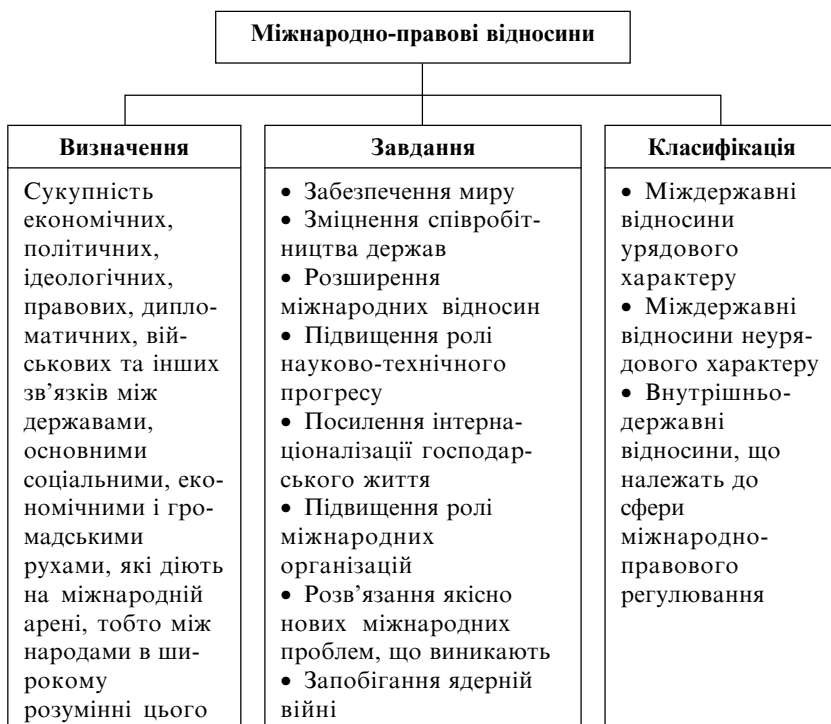 Міжнародно-правові відносини
Визначення
Сукупність
економічних,
політичних,
ідеологічних,
правових, дипло-
матичних, вій-
ськових та інших
зв'язків між
державами,
основними
соціальними, еко-
номічними і гро-
мадськими
рухами, які діють
на міжнародній
арені, тобто між
народами в ши-
рокому
розумінні цього
Завдання
• Забезпечення миру
• Зміцнення співробіт-
ництва держав
• Розширення
міжнародних відносин
• Підвищення ролі
науково-технічного
прогресу
• Посилення інтерна-
ціоналізації господар-
ського життя
• Підвищення ролі
міжнародних
організацій
• Розв'язання якісно
нових міжнародних
проблем, що виникають
• Запобігання ядерній
війні
Класифікація
• Міждержавні
відносини
урядового
характеру
• Міждержавні
відносини неуря-
дового характеру
• Внутрішньо-
державні
відносини, що
належать до
сфери
міжнародно-
правового
регулювання